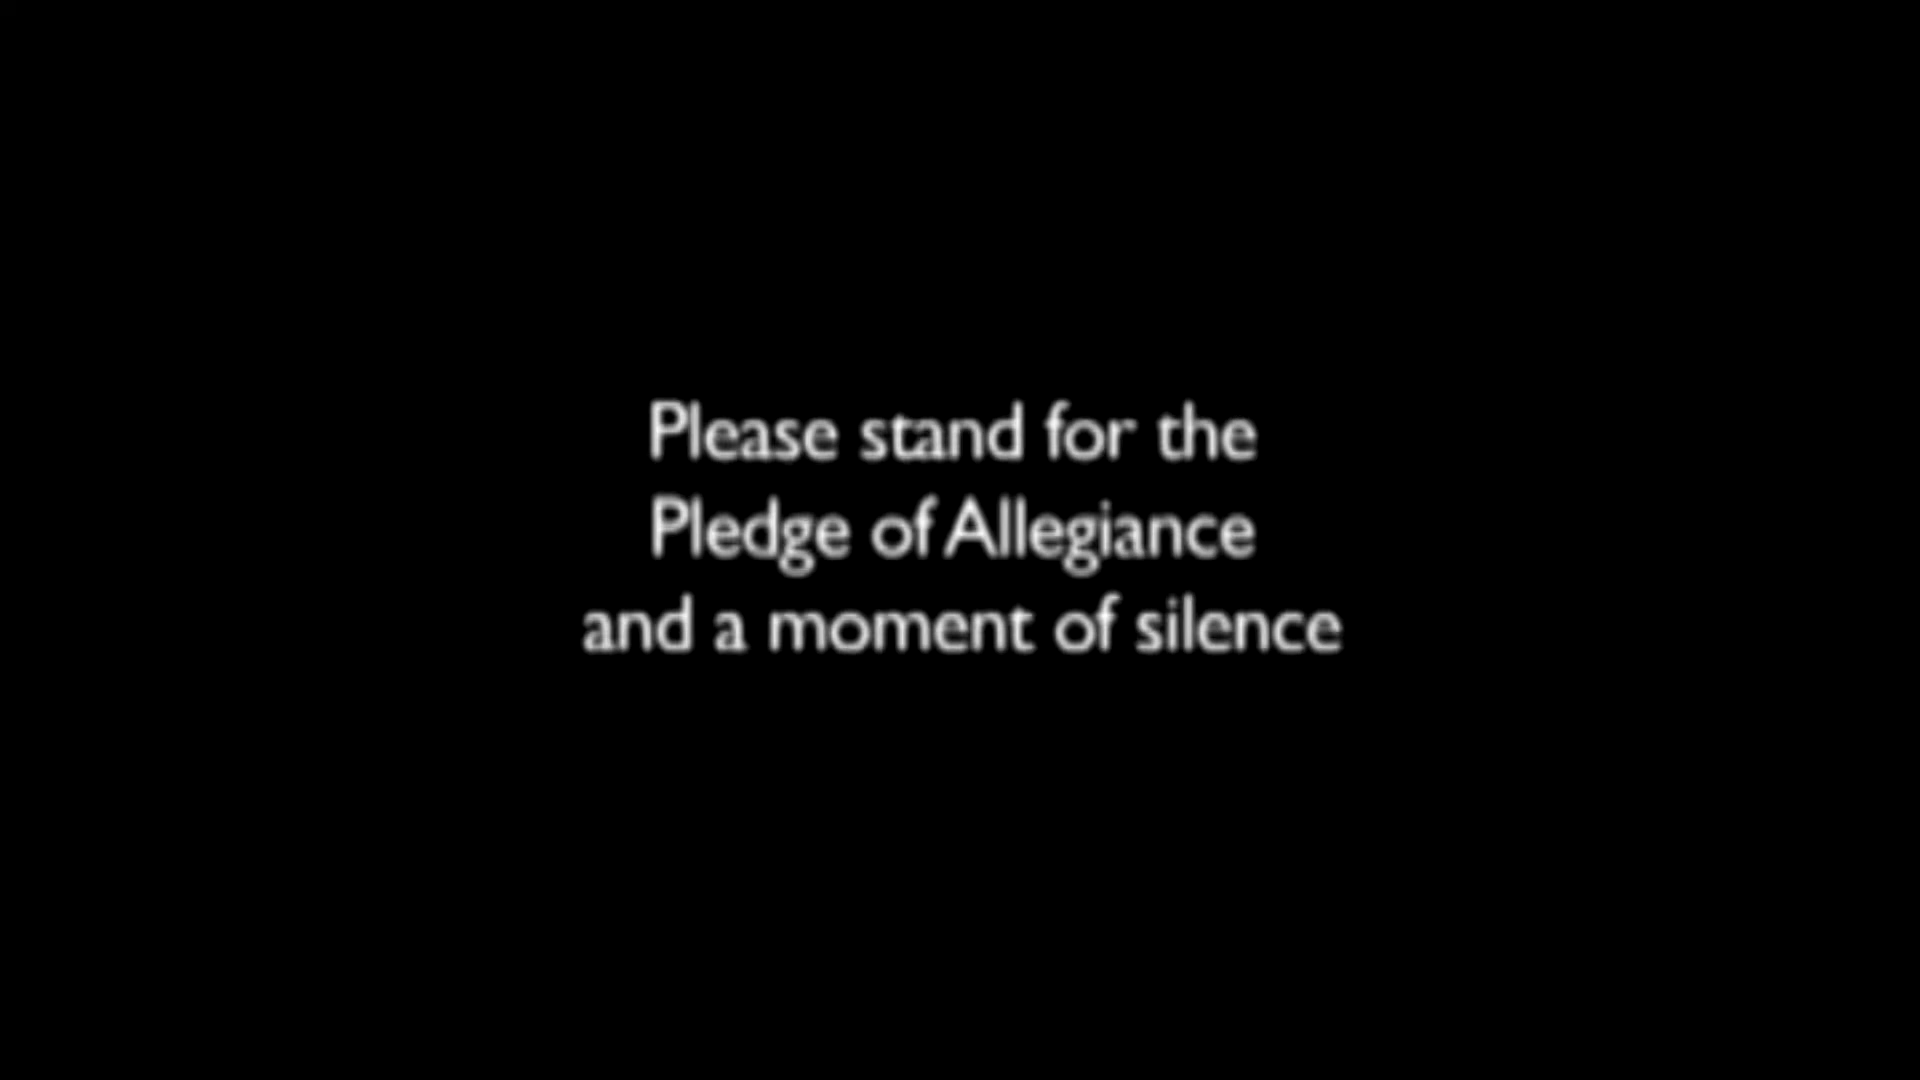 Please stand for the
Pledge of Allegiance
and a moment of silence